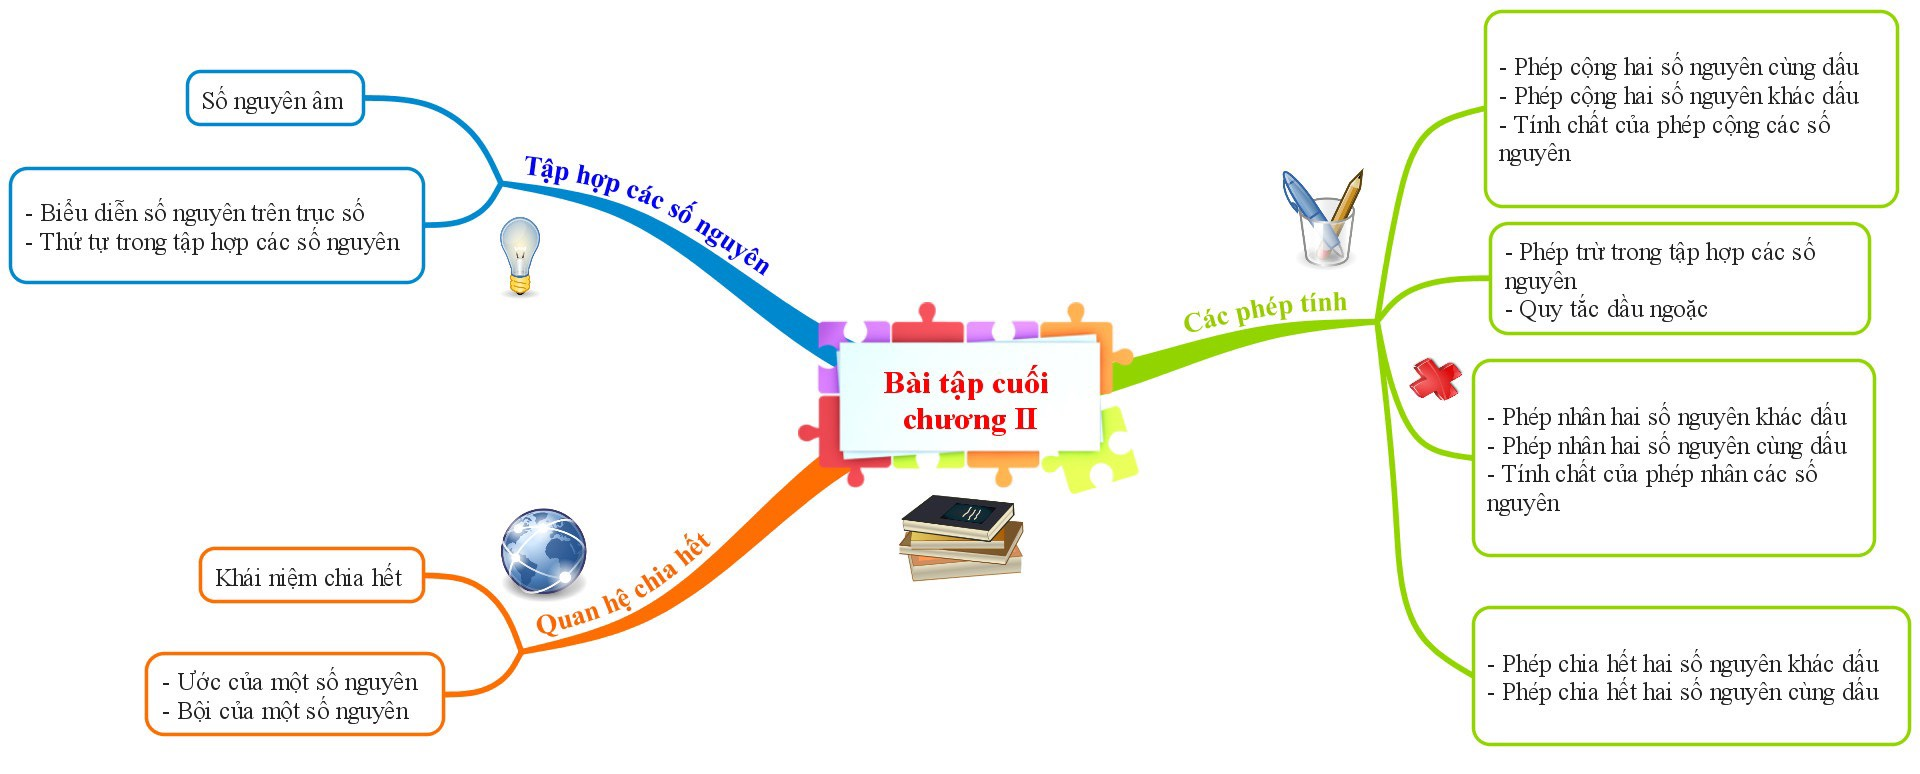 Bài tập cuối
chương II
Tập hợp các số nguyên
Số nguyên âm
- Biểu diễn số nguyên trên trục số
- Thứ tự trong tập hợp các số nguyên
Các phép tính
- Phép cộng hai số nguyên cùng dấu
- Phép cộng hai số nguyên khác dấu
- Tính chất của phép cộng các số
nguyên
- Phép trừ trong tập hợp các số
nguyên
- Quy tắc dầu ngoặc
- Phép nhân hai số nguyên khác dấu
- Phép nhân hai số nguyên cùng dấu
- Tính chất của phép nhân các số
nguyên
- Phép chia hết hai số nguyên khác dấu
- Phép chia hết hai số nguyên cùng dấu
Quan hệ chia hết
Khái niệm chia hết
- Ước của một số nguyên
- Bội của một số nguyên